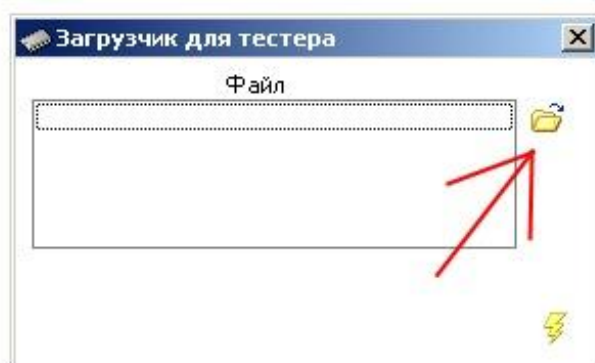 Загрузчик для тестера
Файл